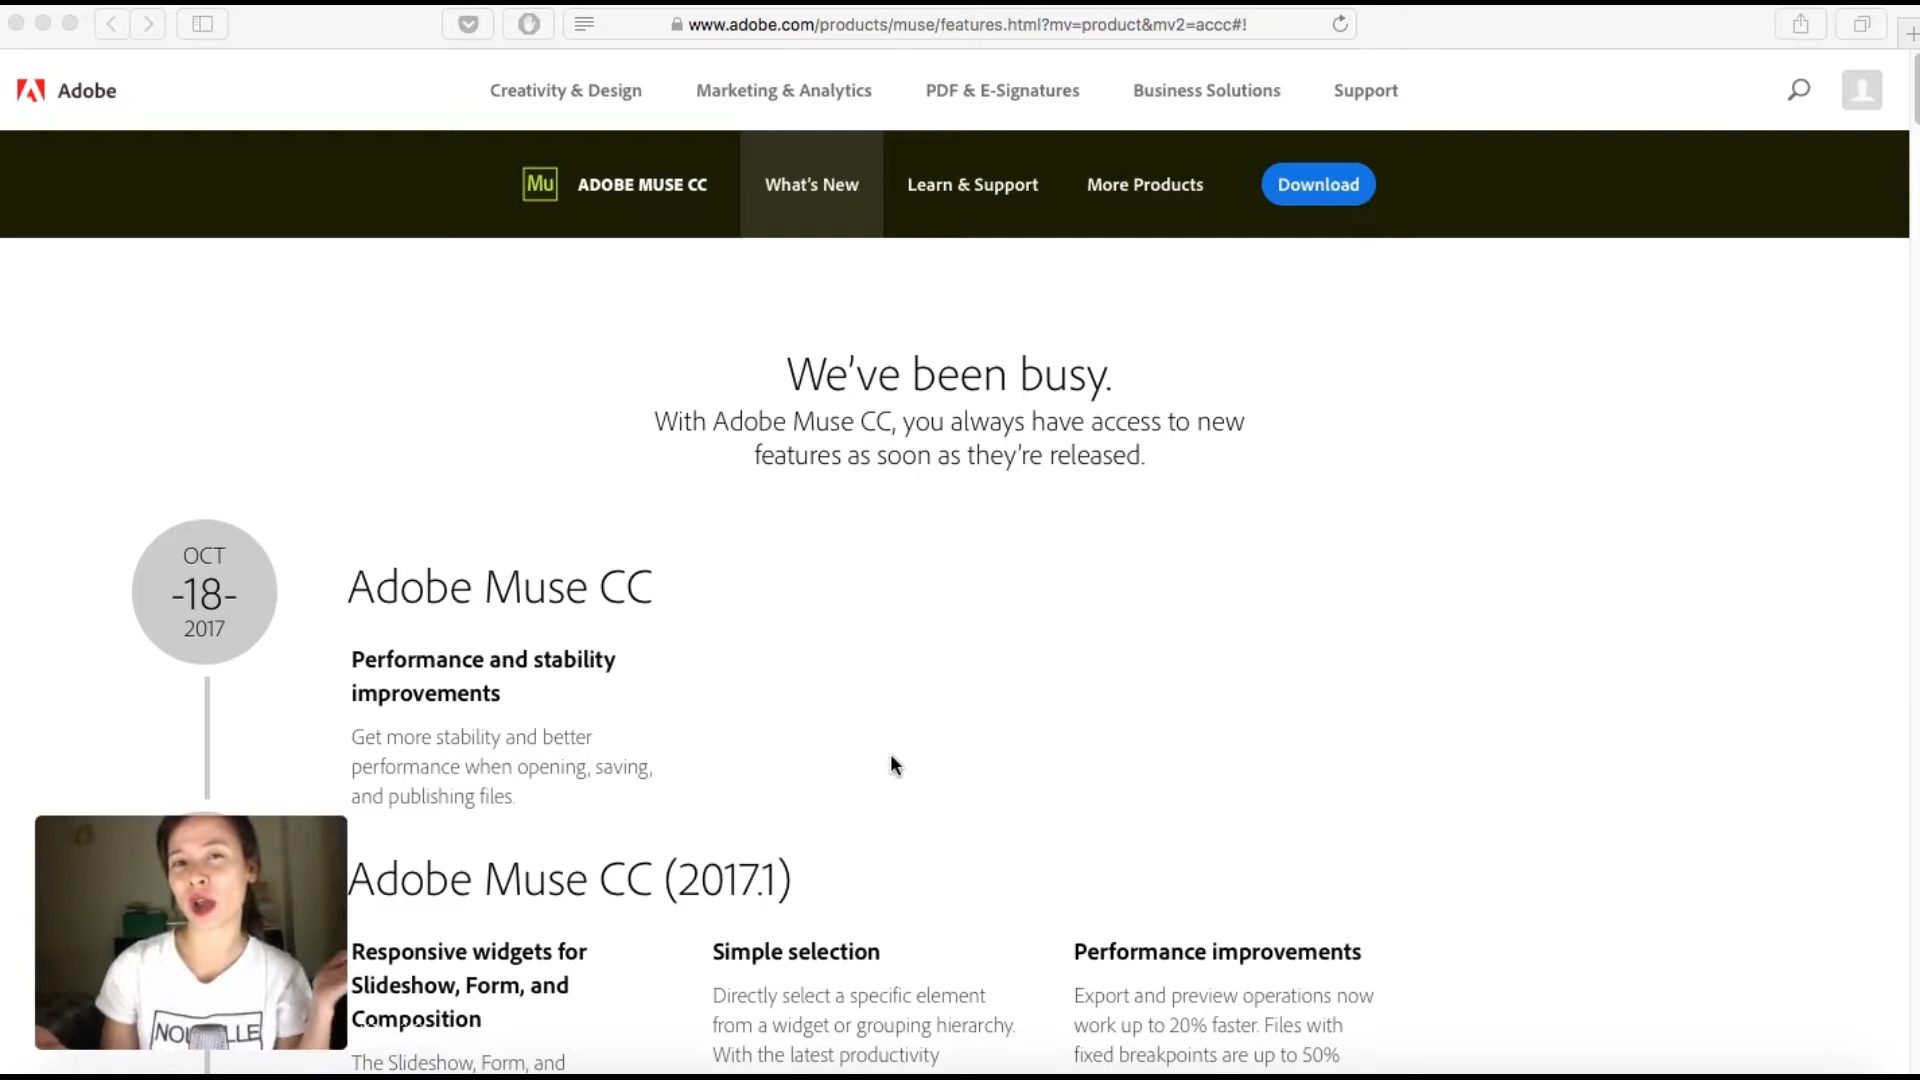 www.adobe.com/products/muse/features.html?mv=product&mv2=accc#!
Adobe
Creativity & Design
Marketing & Analytics
PDF & E-Signatures
Business Solutions
Support
Mu
ADOBE MUSE CC
What's New
Learn & Support
More Products
Download
We've been busy.
With Adobe Muse CC, you always have access to new
features as soon as they're released.
OCT
-18-
2017
Adobe Muse CC
Performance and stability
improvements
Get more stability and better
performance when opening, saving,
and publishing files.
Adobe Muse CC (2017.1)
Responsive widgets for
Slideshow, Form, and
Composition
The Slideshow, Form, and
Simple selection
Directly select a specific element
from a widget or grouping hierarchy.
With the latest productivity
Performance improvements
Export and preview operations now
work up to 20% faster. Files with
fixed breakpoints are up to 50%